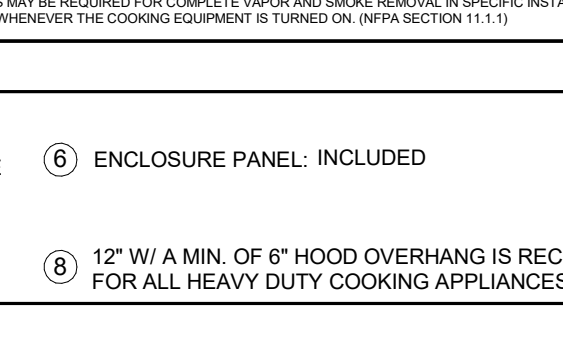 MAY BE REQUIRED FOR COMPLETE VAPOR AND SMOKE REMOVAL IN SPECIFIC
WHENEVER THE COOKING EQUIPMENT IS TURNED ON. (NFPA SECTION 11.1.1)
6 ENCLOSURE PANEL: INCLUDED
8 12" W/ A MIN. OF 6" HOOD OVERHANG IS REC
FOR ALL HEAVY DUTY COOKING APPLIANCES